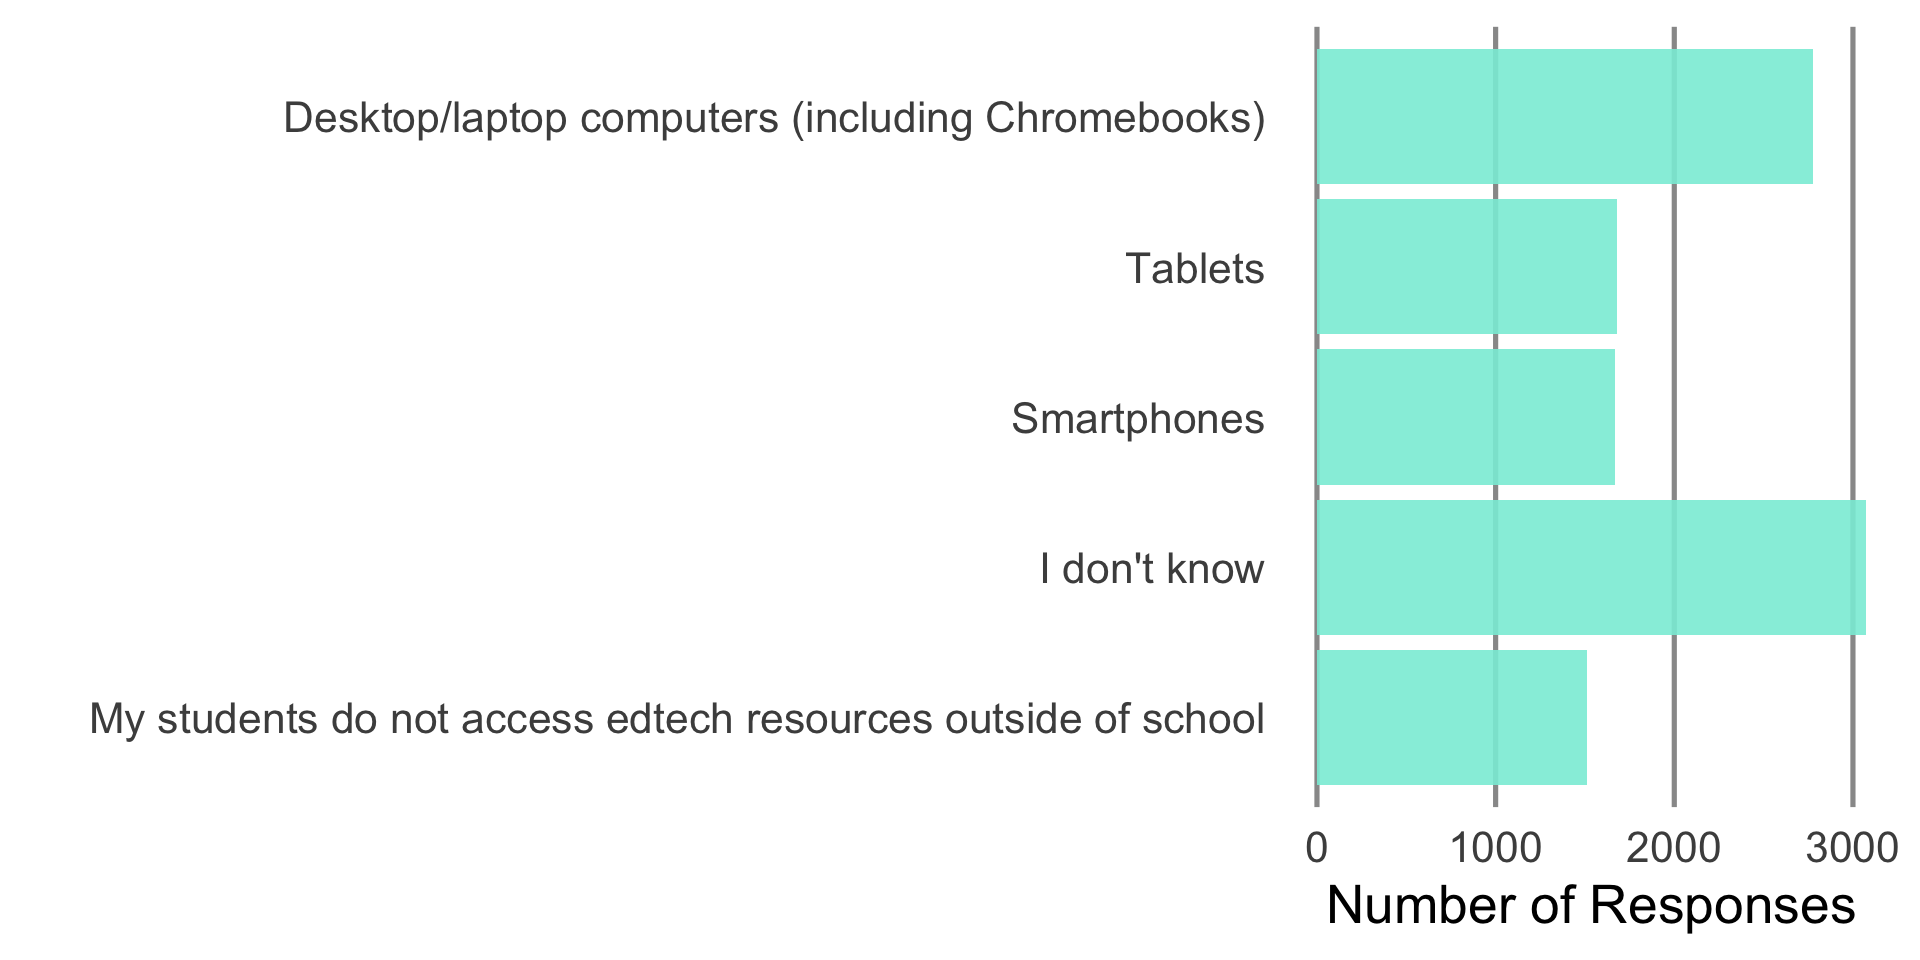 Desktop/laptop computers (including Chromebooks)
Tablets
Smartphones
I don't know
My students do not access edtech resources outside of school
0 1000 2000 3000
Number of Responses